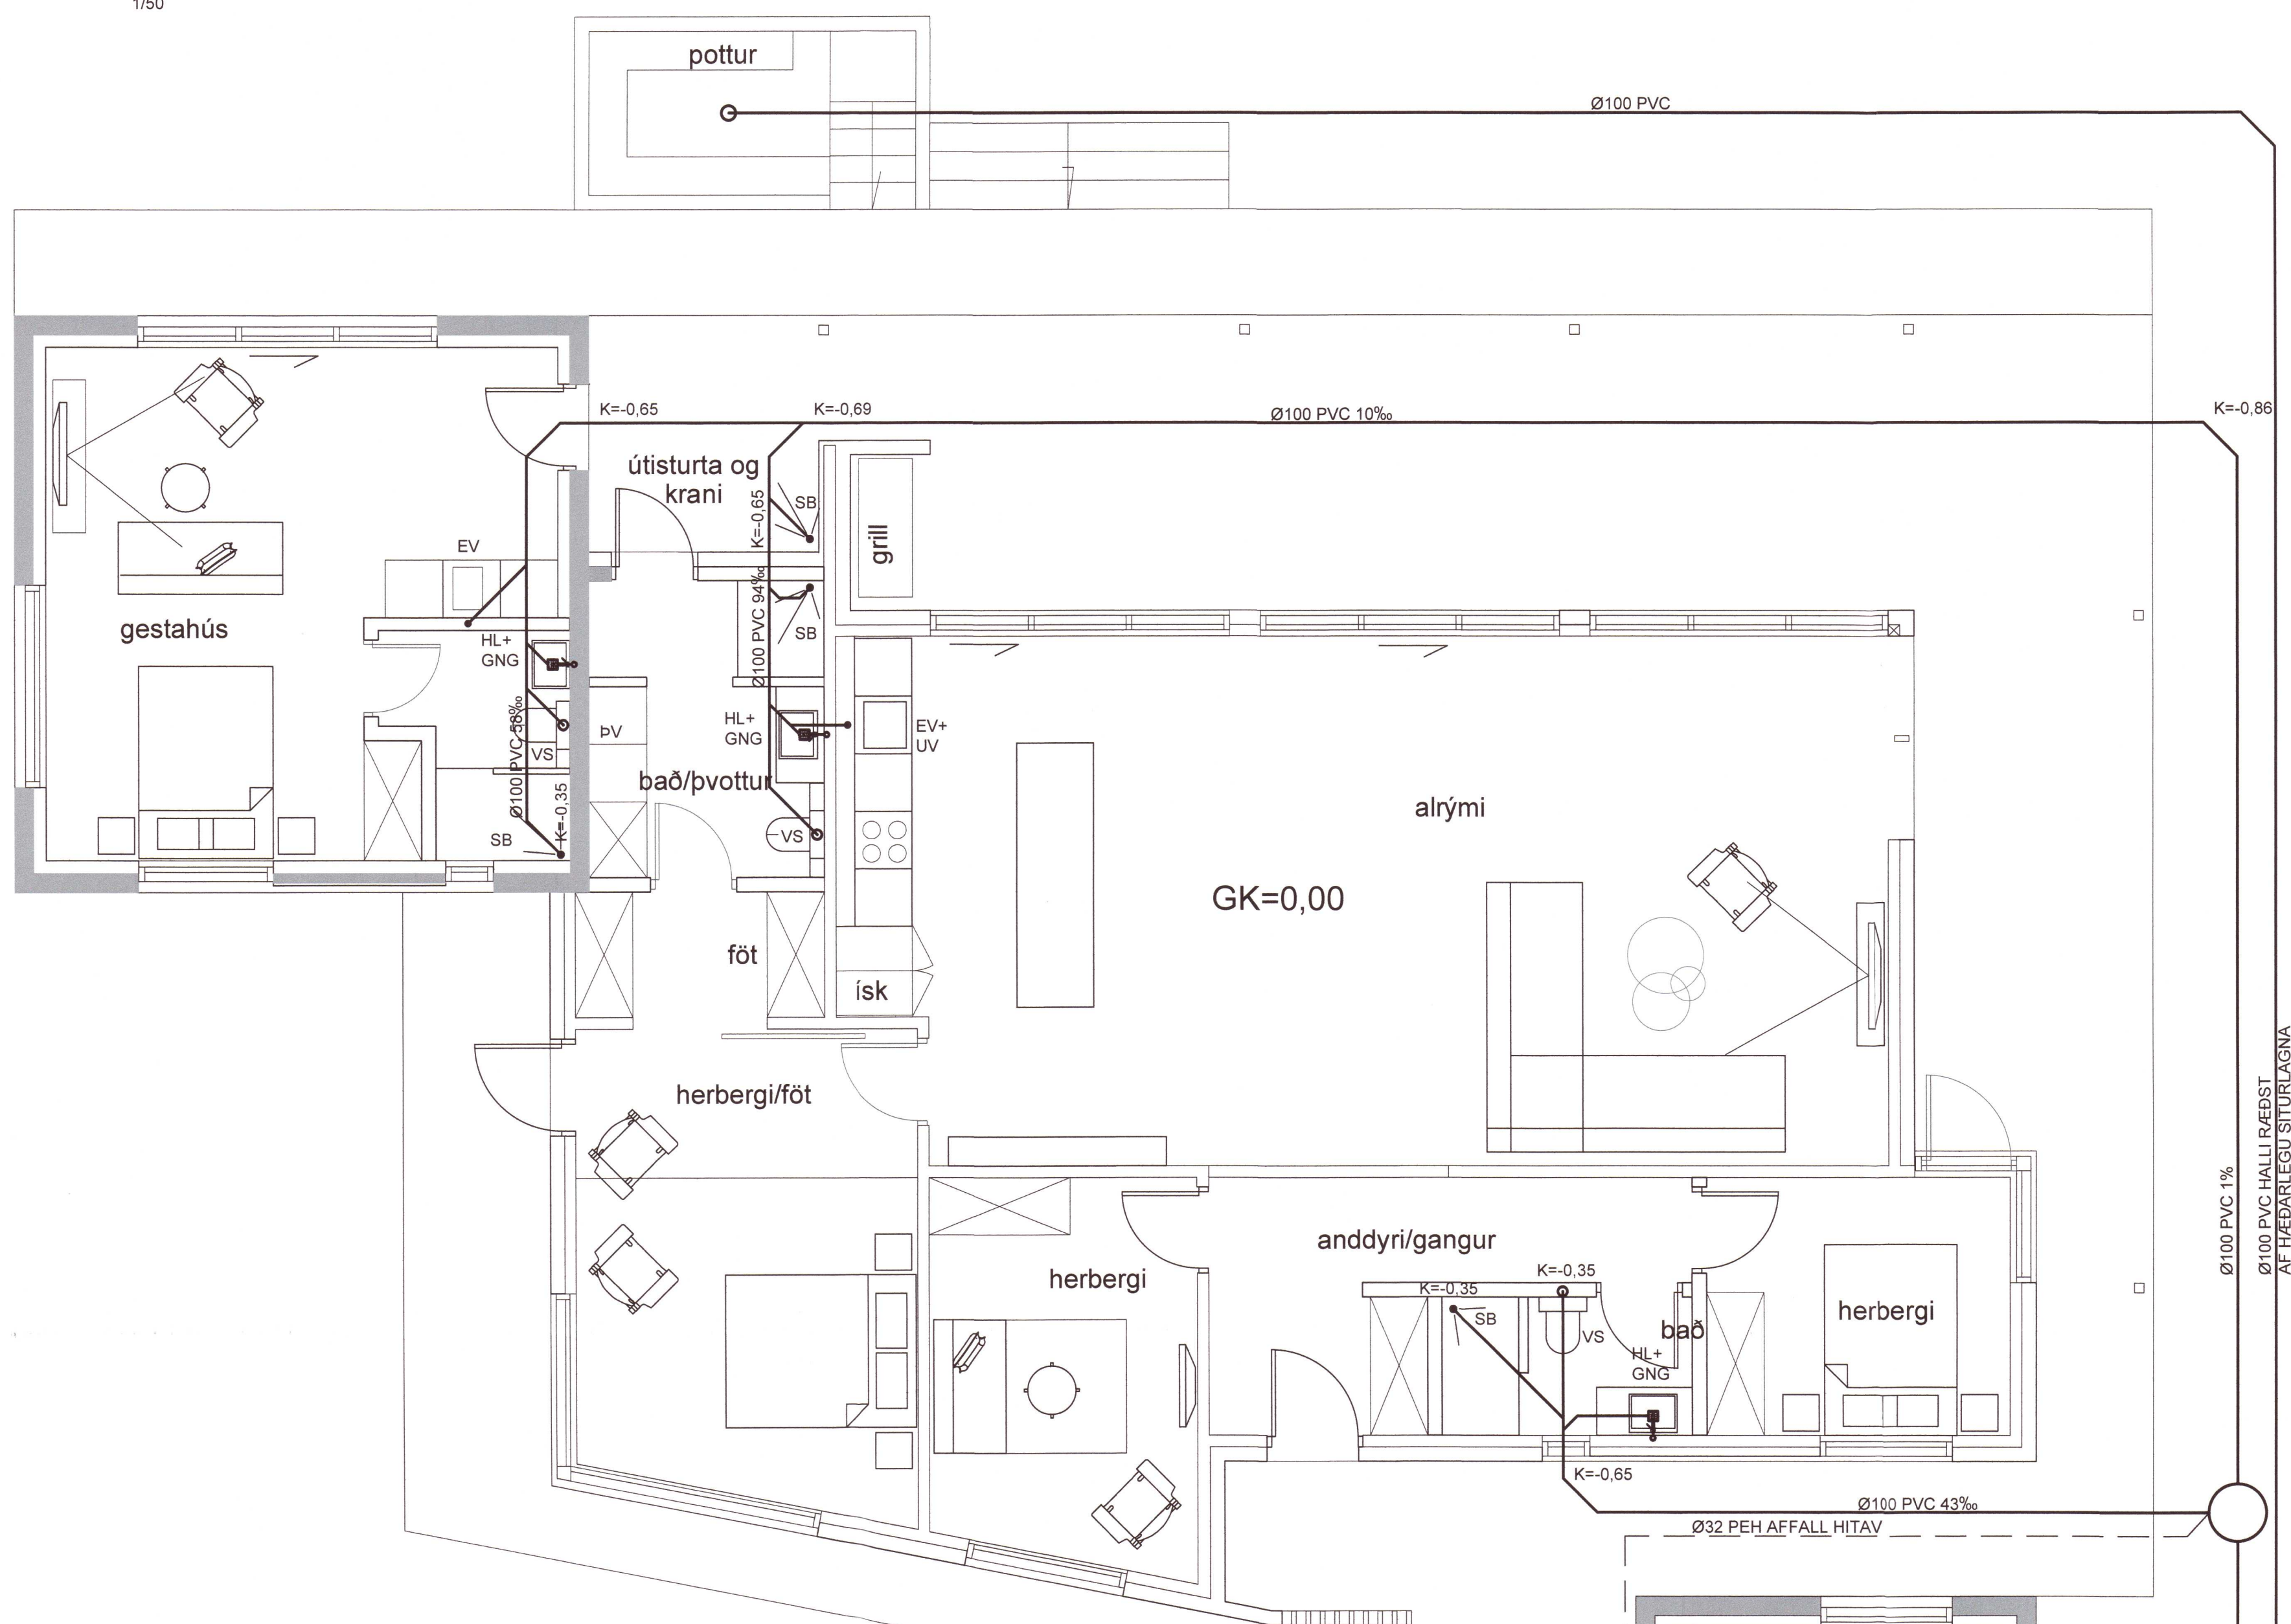 1/50
pottur
Ø100 PVC
K=-0,65
K=-0,69
Ø100 PVC 10‰
K=-0,86
útisturta og
krani
SB
K=-0,65
grill
EV
gestahús
HL+
GNG
Ø100 PVC 94‰
SB
Ø100 PVC 58‰
VS
ÞV
HL+
GNG
EV+
UV
bað/þvottur
VS
SB
K=-0,35
alrými
GK=0,00
föt
ísk
herbergi/föt
anddyri/gangur
herbergi
K=-0,35
K=-0,35
SB
VS
bað
HL+
GNG
herbergi
K=-0,65
Ø100 PVC 43‰
Ø32 PEH AFFALL HITAV
Ø100 PVC 1%
Ø100 PVC HALLI RÆÐST
AF HÆÐARLEGU SITURLAGNA